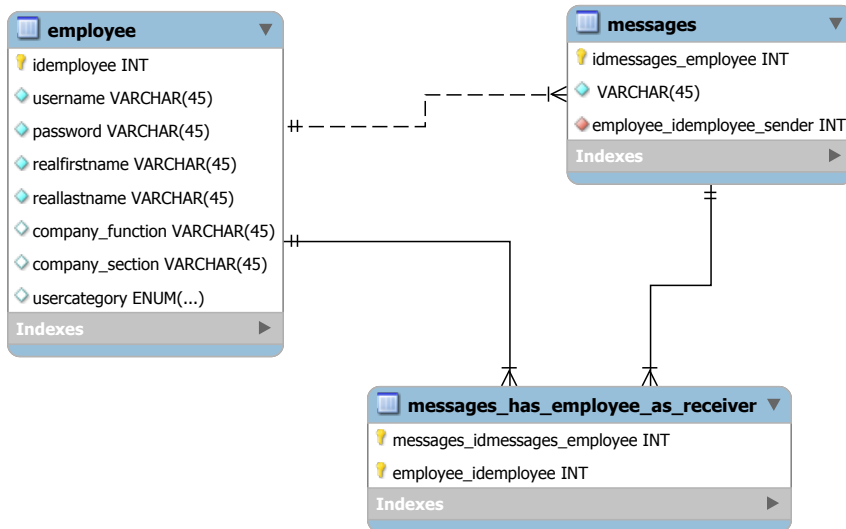 employee
idemployee INT
username VARCHAR(45)
password VARCHAR(45)
realfirstname VARCHAR(45)
reallastname VARCHAR(45)
company_function VARCHAR(45)
company_section VARCHAR(45)
usercategory ENUM(...)
Indexes
messages
idmessages_employee INT
VARCHAR(45)
employee_idemployee_sender INT
Indexes
messages_has_employee_as_receiver
messages_idmessages_employee INT
employee_idemployee INT
Indexes